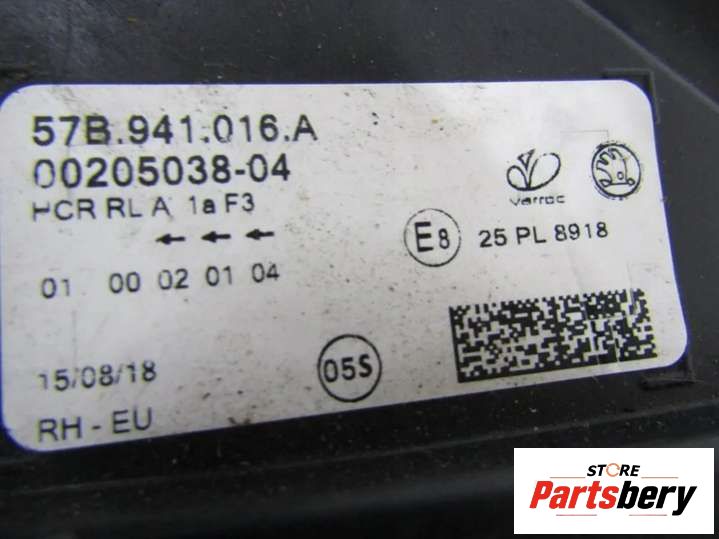 57B.941.016.A
00205038-04
HCR RL A 1a F3
← ← ←
01 00 02 01 04
15/08/18
RH - EU
05S
varroc
E8 25 PL 8918
STORE
Partsbery